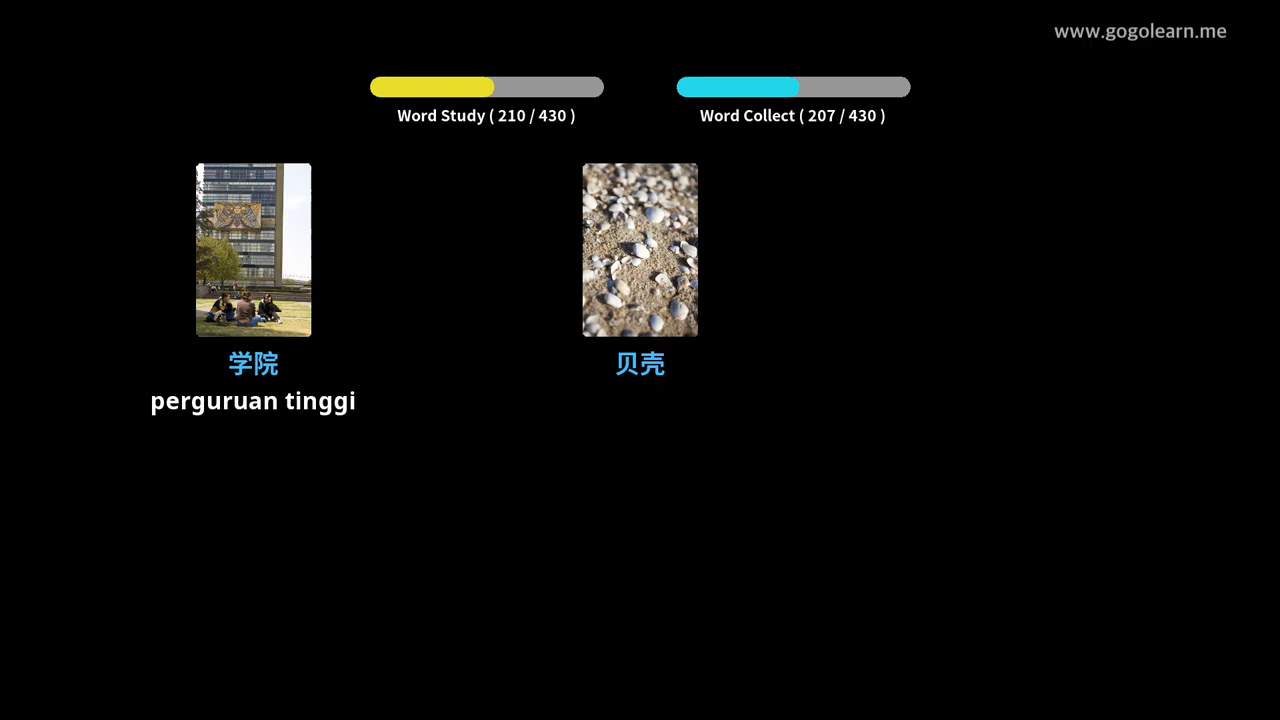 www.gogolearn.me
Word Study ( 210 / 430 )
Word Collect ( 207 / 430 )
学院
贝壳
perguruan tinggi